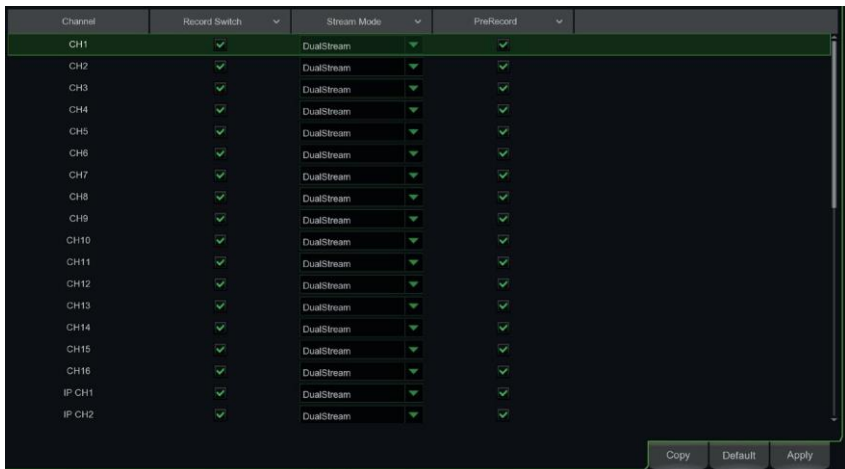 Channel Record Switch Stream Mode PreRecord
CH1 DualStream
CH2 DualStream
CH3 DualStream
CH4 DualStream
CH5 DualStream
CH6 DualStream
CH7 DualStream
CH8 DualStream
CH9 DualStream
CH10 DualStream
CH11 DualStream
CH12 DualStream
CH13 DualStream
CH14 DualStream
CH15 DualStream
CH16 DualStream
IP CH1 DualStream
IP CH2 DualStream
Copy Default Apply